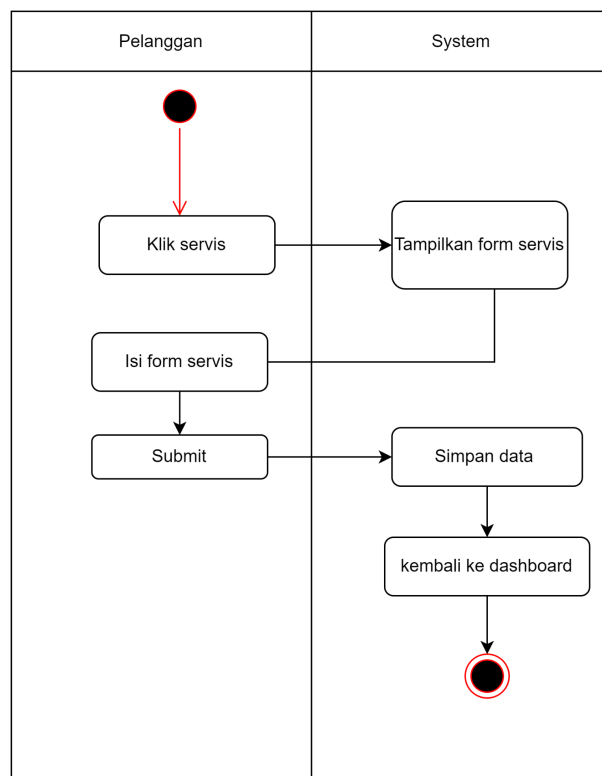 Pelanggan
System
Klik servis
Tampilkan form servis
Isi form servis
Submit
Simpan data
kembali ke dashboard